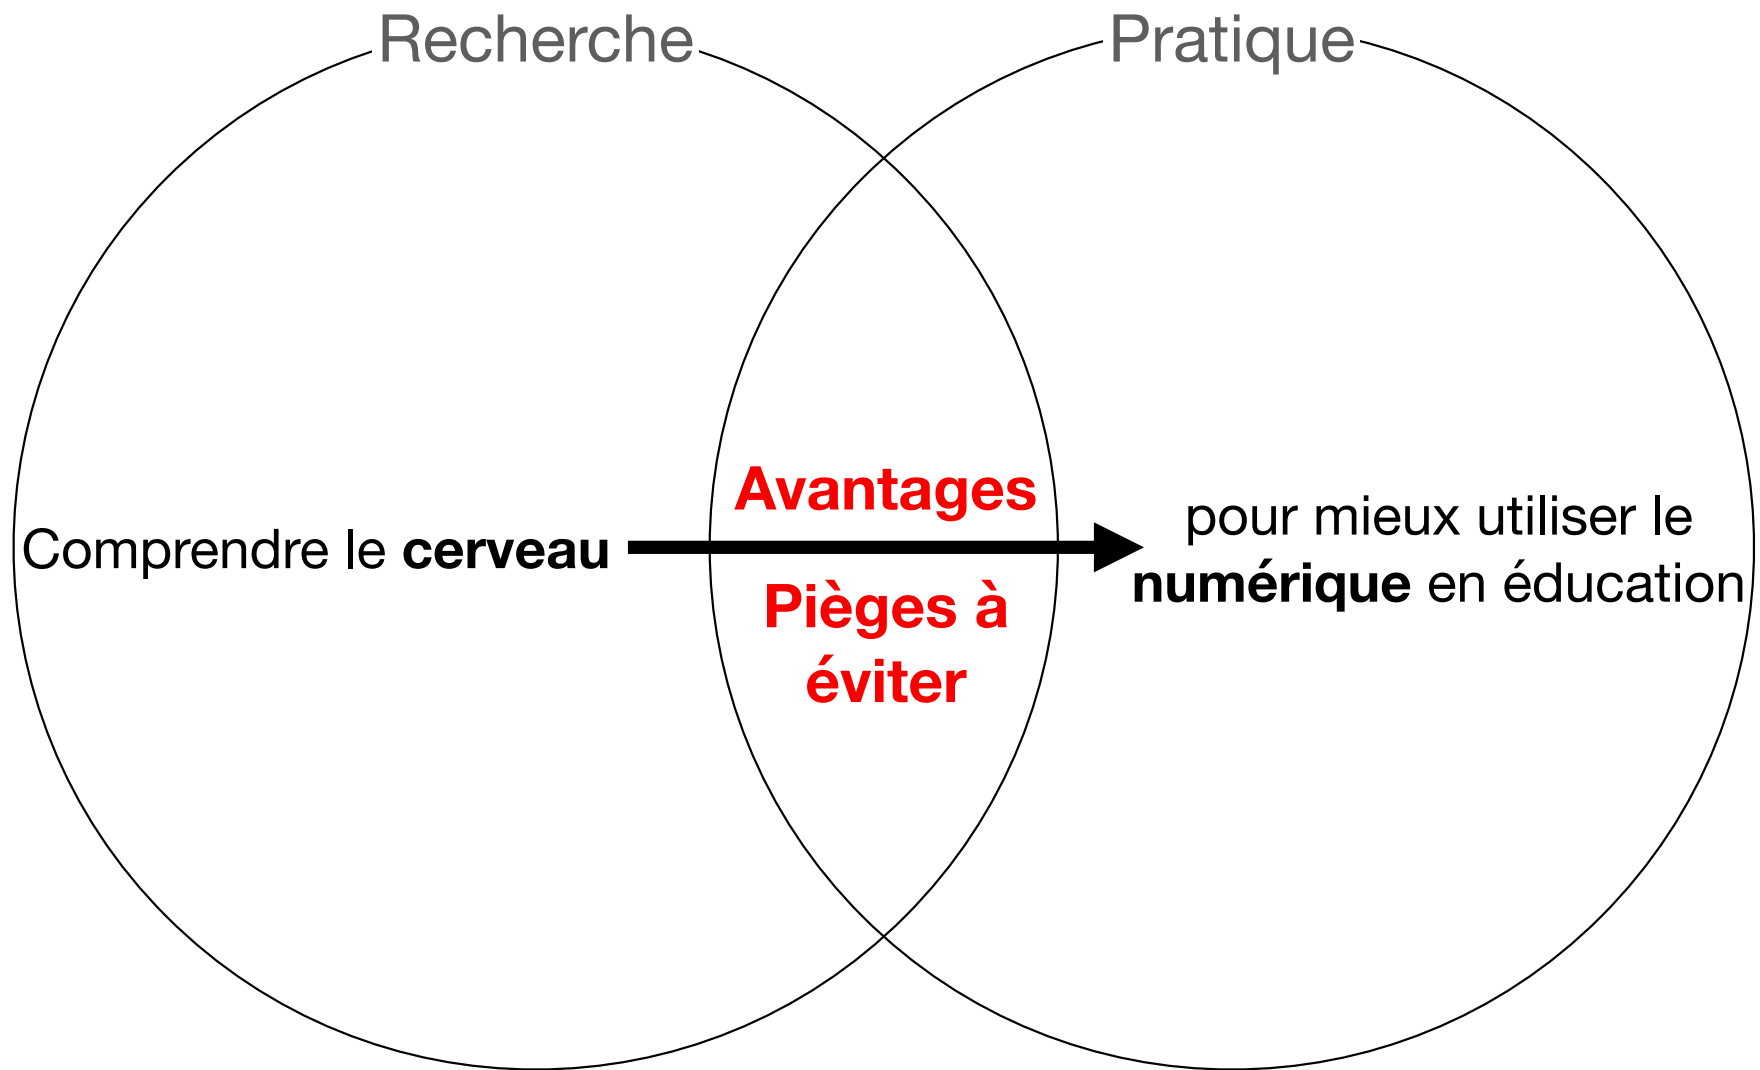 Recherche
Pratique
Comprendre le cerveau
Avantages
Pièges à
éviter
pour mieux utiliser le
numérique en éducation